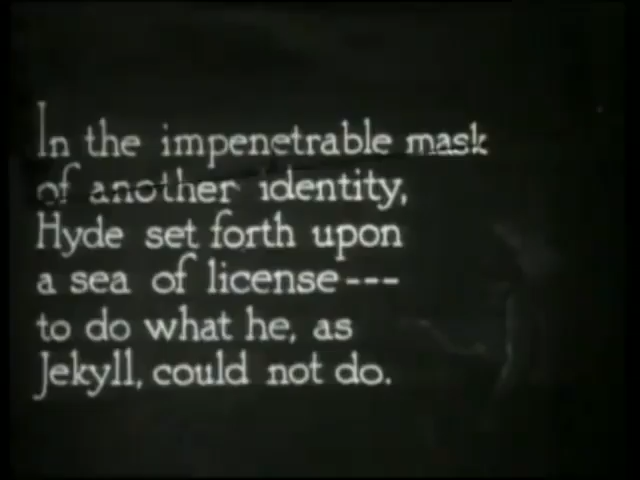 In the impenetrable mask
of another identity,
Hyde set forth upon
a sea of license---
to do what he, as
Jekyll, could not do.